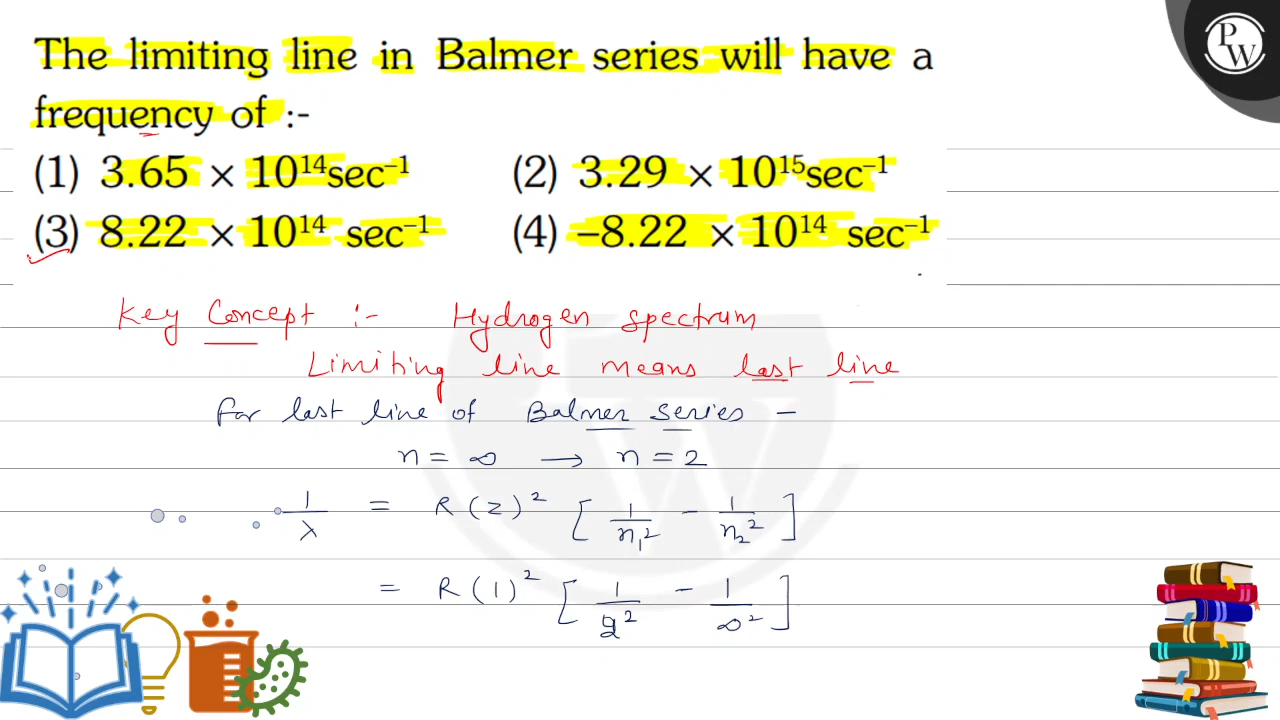 The limiting line in Balmer series will have a
frequency of :-
(1) 3.65 × 10¹⁴sec⁻¹ (2) 3.29 × 10¹⁵sec⁻¹
(3) 8.22 × 10¹⁴ sec⁻¹ (4) –8.22 × 10¹⁴ sec⁻¹
Key Concept :- Hydrogen spectrum
Limiting line means last line
For last line of Balmer series -
n = ∞ → n = 2
1/λ = R(z)² [1/n₁² - 1/n₂²]
= R(1)² [1/2² - 1/∞²]
P
W